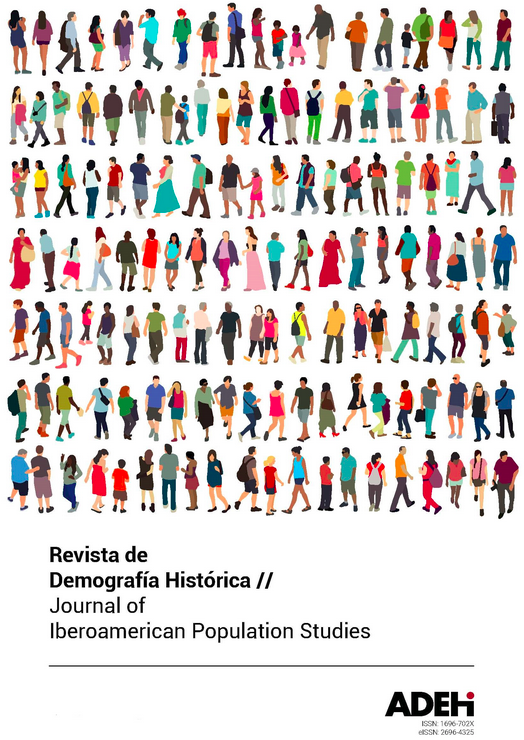 Revista de
Demografía Histórica //
Journal of
Iberoamerican Population Studies
ADEH
ISSN: 1696-702X
eISSN: 2696-4325